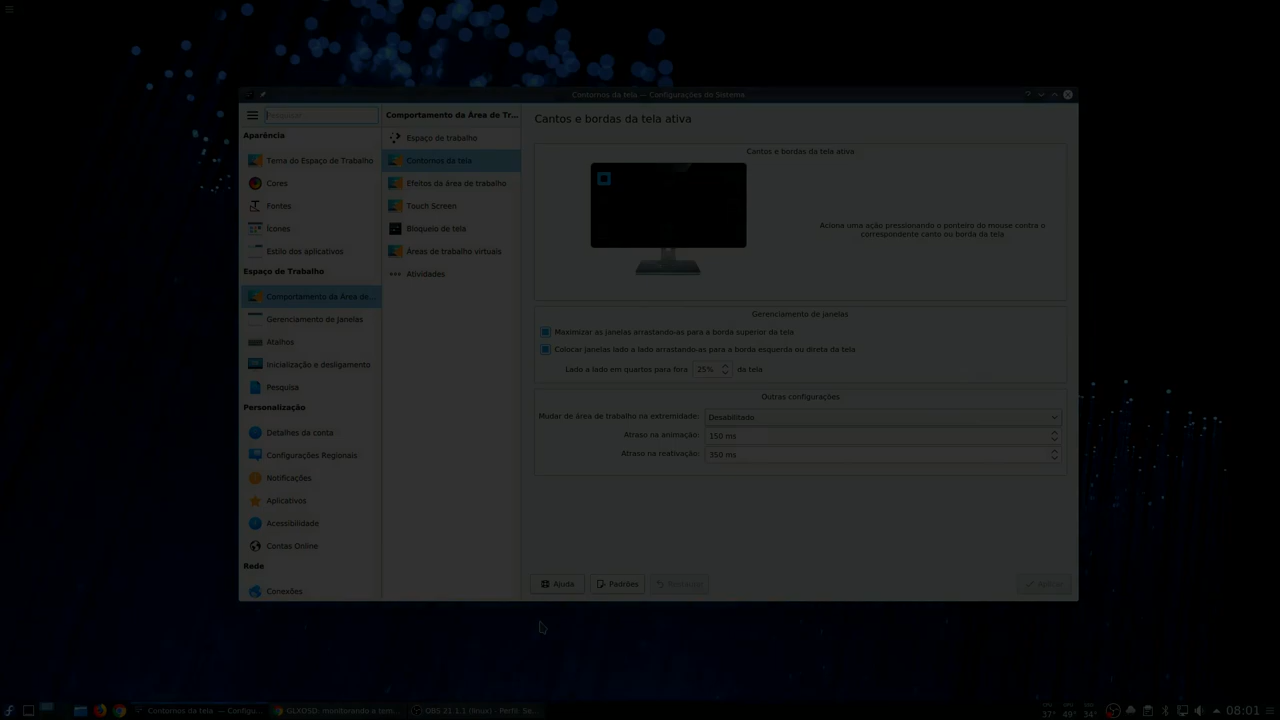 Contornos da tela — Configurações do Sistema
Pesquisar
Aparência
Tema do Espaço de Trabalho
Cores
Fontes
Ícones
Estilo dos aplicativos
Espaço de Trabalho
Comportamento da Área de...
Gerenciamento de Janelas
Atalhos
Inicialização e desligamento
Pesquisa
Personalização
Detalhes da conta
Configurações Regionais
Notificações
Aplicativos
Acessibilidade
Contas Online
Rede
Conexões
Comportamento da Área de Tr...
Espaço de trabalho
Contornos da tela
Efeitos da área de trabalho
Touch Screen
Bloqueio de tela
Áreas de trabalho virtuais
Atividades
Cantos e bordas da tela ativa
Cantos e bordas da tela ativa
Aciona uma ação pressionando o ponteiro do mouse contra o
correspondente canto ou borda da tela
Gerenciamento de janelas
Maximizar as janelas arrastando-as para a borda superior da tela
Colocar janelas lado a lado arrastando-as para a borda esquerda ou direta da tela
Lado a lado em quartos para fora 25% da tela
Outras configurações
Mudar de área de trabalho na extremidade: Desabilitado
Atraso na animação: 150 ms
Atraso na reativação: 350 ms
Ajuda Padrões Restaurar Aplicar
Contornos da tela — Configu... GLXOSD: monitorando a tem... OBS 21.1.1 (linux) - Perfil: Se...
CPU
37° 49° 34° 08:01